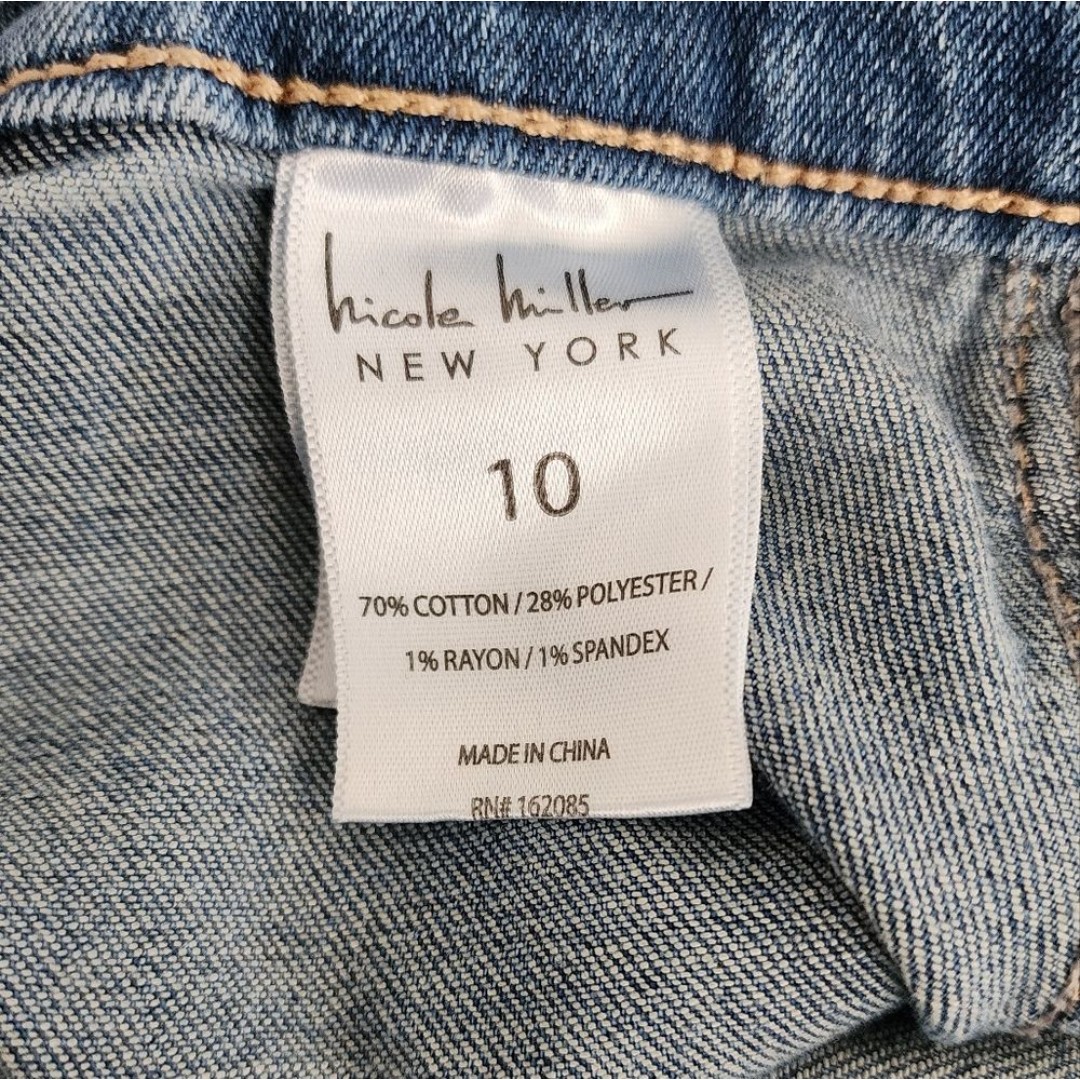 Nicole Miller
NEW YORK
10
70% COTTON / 28% POLYESTER /
1% RAYON / 1% SPANDEX
MADE IN CHINA
RN# 162085